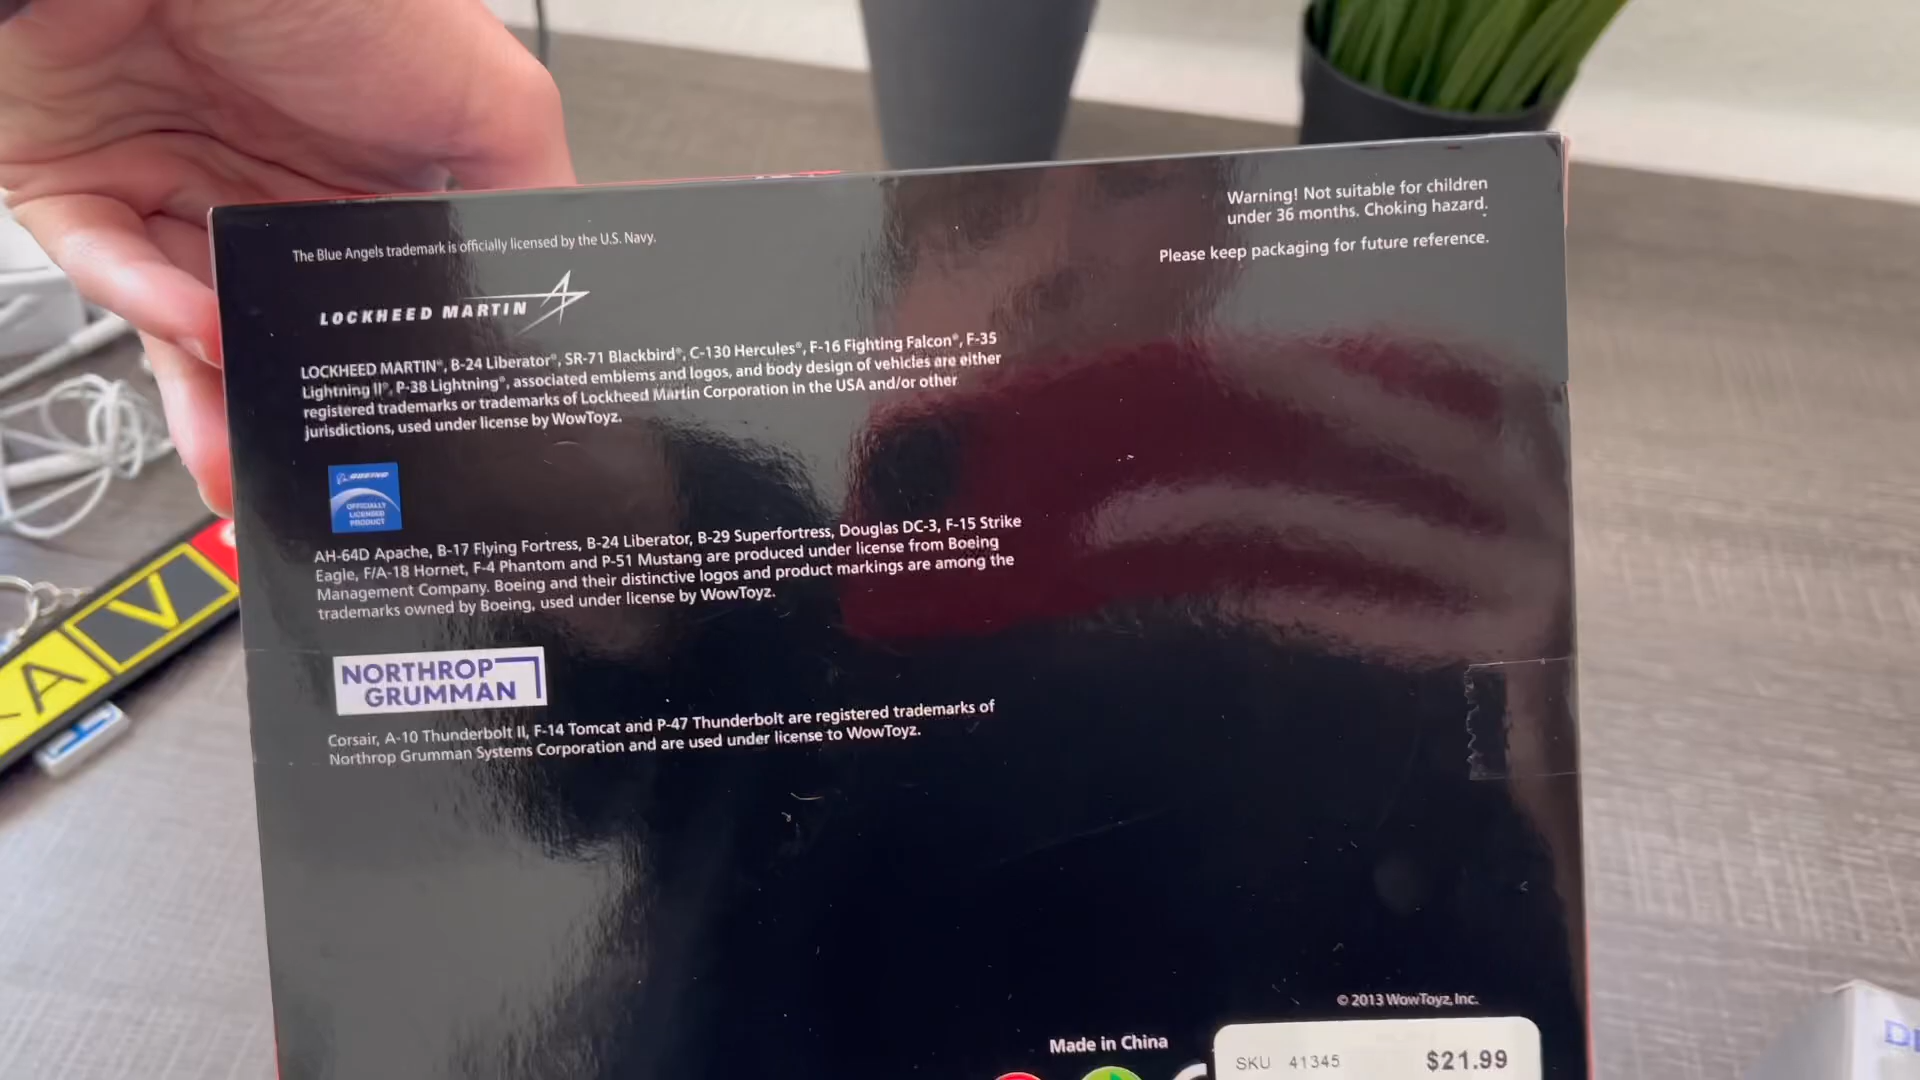 The Blue Angels trademark is officially licensed by the U.S. Navy.
LOCKHEED MARTIN
LOCKHEED MARTIN®, B-24 Liberator®, SR-71 Blackbird®, C-130 Hercules®, F-16 Fighting Falcon®, F-35
Lightning II®, P-38 Lightning®, associated emblems and logos, and body design of vehicles are either
registered trademarks or trademarks of Lockheed Martin Corporation in the USA and/or other
jurisdictions, used under license by WowToyz.
BOEING
OFFICIALLY
LICENSED
PRODUCT
AH-64D Apache, B-17 Flying Fortress, B-24 Liberator, B-29 Superfortress, Douglas DC-3, F-15 Strike
Eagle, F/A-18 Hornet, F-4 Phantom and P-51 Mustang are produced under license from Boeing
Management Company. Boeing and their distinctive logos and product markings are among the
trademarks owned by Boeing, used under license by WowToyz.
NORTHROP
GRUMMAN
Corsair, A-10 Thunderbolt II, F-14 Tomcat and P-47 Thunderbolt are registered trademarks of
Northrop Grumman Systems Corporation and are used under license to WowToyz.
Warning! Not suitable for children
under 36 months. Choking hazard.
Please keep packaging for future reference.
© 2013 WowToyz, Inc.
Made in China
SKU 41345 $21.99
A V